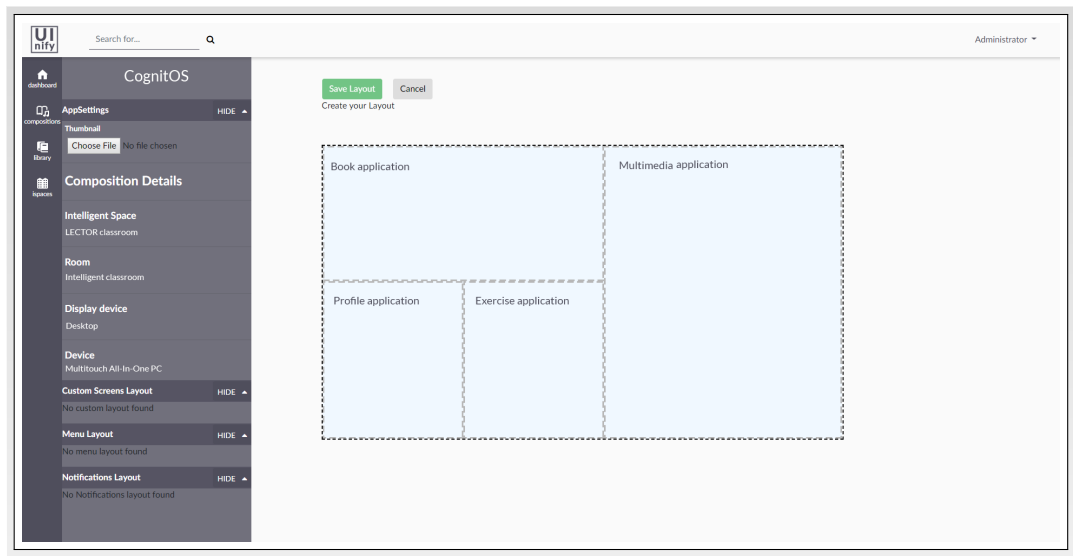 UI
nify
Search for...
Administrator
dashboard
compositions
library
ispaces
CognitOS
AppSettings HIDE
Thumbnail
Choose File No file chosen
Composition Details
Intelligent Space
LECTOR classroom
Room
Intelligent classroom
Display device
Desktop
Device
Multitouch All-In-One PC
Custom Screens Layout HIDE
No custom layout found
Menu Layout HIDE
No menu layout found
Notifications Layout HIDE
No Notifications layout found
Save Layout Cancel
Create your Layout
Book application
Multimedia application
Profile application
Exercise application